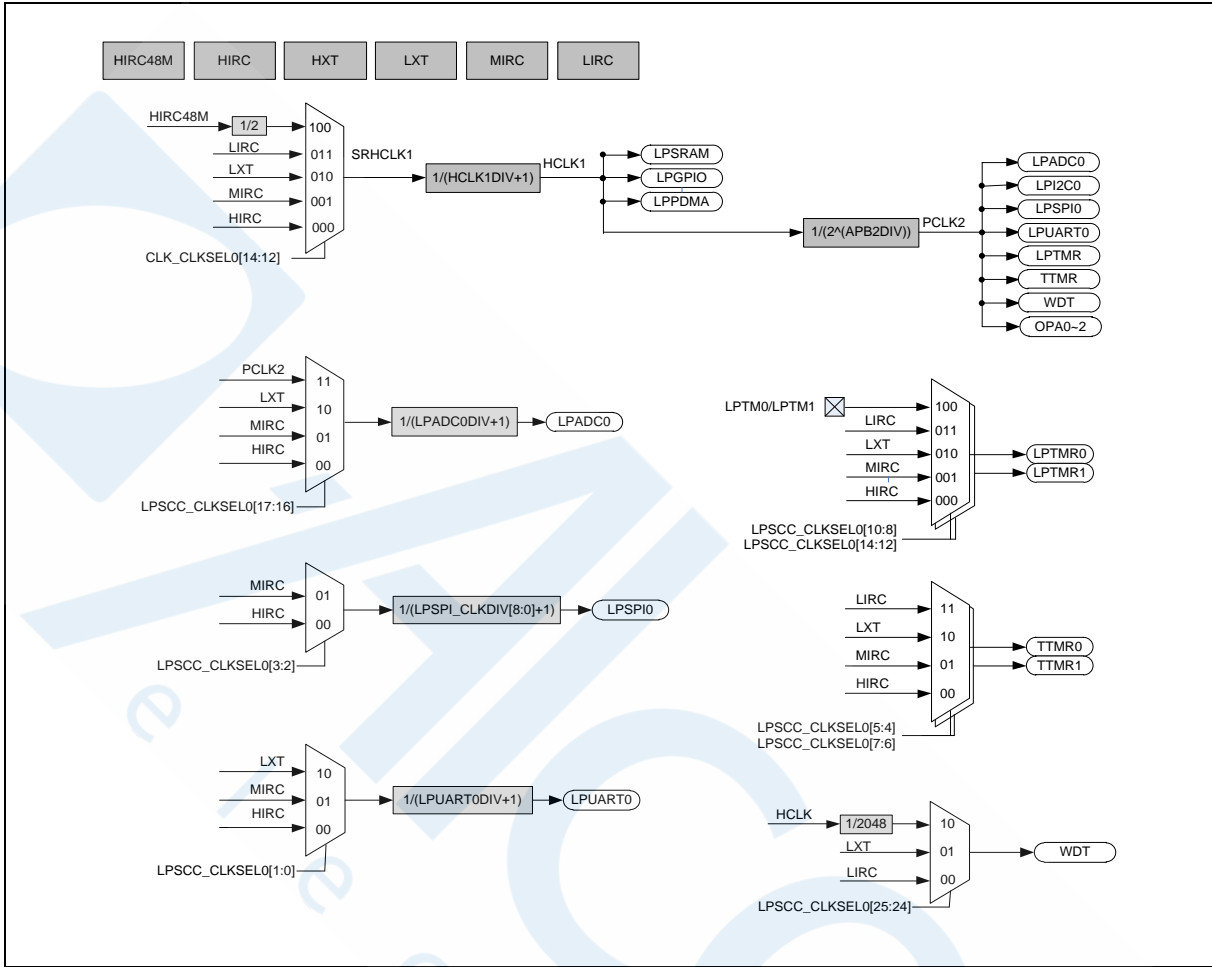 HIRC48M HIRC HXT LXT MIRC LIRC
HIRC48M 1/2 100
LIRC 011
LXT 010
MIRC 001
HIRC 000
CLK_CLKSEL0[14:12]
SRHCLK1
1/(HCLK1DIV+1)
HCLK1
LPSRAM
LPGPIO
LPPDMA
1/(2^(APB2DIV))
PCLK2
LPADC0
LPI2C0
LPSPI0
LPUART0
LPTMR
TTMR
WDT
OPA0~2
PCLK2 11
LXT 10
MIRC 01
HIRC 00
LPSCC_CLKSEL0[17:16]
1/(LPADC0DIV+1)
LPADC0
LPTM0/LPTM1 100
LIRC 011
LXT 010
MIRC 001
HIRC 000
LPSCC_CLKSEL0[10:8]
LPSCC_CLKSEL0[14:12]
LPTMR0
LPTMR1
MIRC 01
HIRC 00
LPSCC_CLKSEL0[3:2]
1/(LPSPI_CLKDIV[8:0]+1)
LPSPI0
LIRC 11
LXT 10
MIRC 01
HIRC 00
LPSCC_CLKSEL0[5:4]
LPSCC_CLKSEL0[7:6]
TTMR0
TTMR1
LXT 10
MIRC 01
HIRC 00
LPSCC_CLKSEL0[1:0]
1/(LPUART0DIV+1)
LPUART0
HCLK 1/2048 10
LXT 01
LIRC 00
LPSCC_CLKSEL0[25:24]
WDT